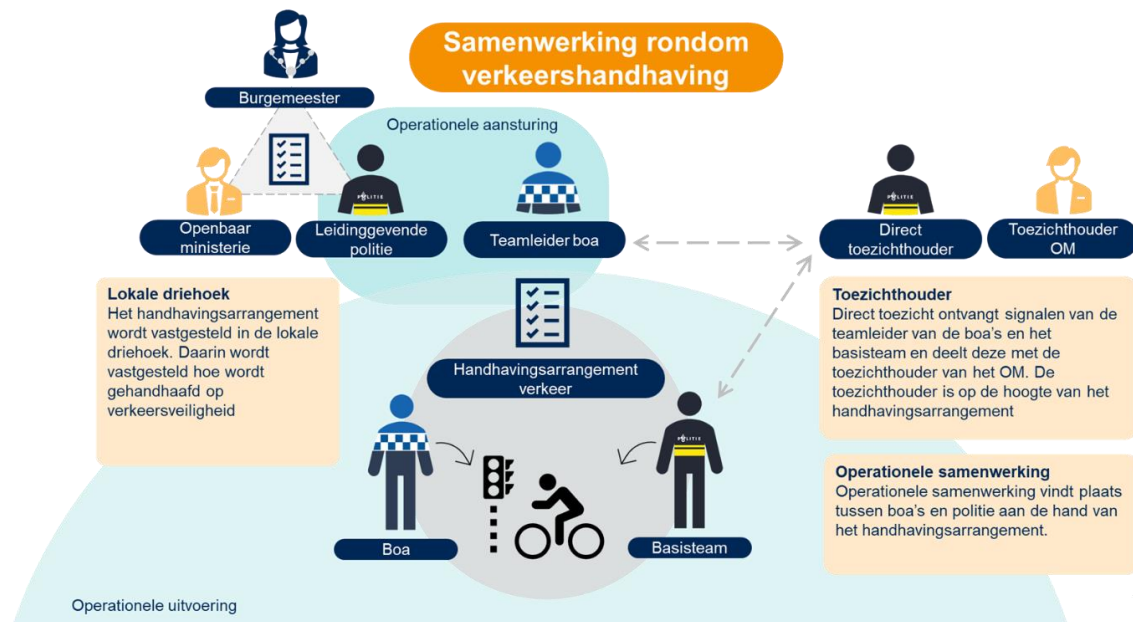 Samenwerking rondom
verkeershandhaving
Burgemeester
Operationele aansturing
POLITIE
POLITIE
Openbaar
ministerie
Leidinggevende
politie
Teamleider boa
Direct
toezichthouder
Toezichthouder
OM
Lokale driehoek
Het handhavingsarrangement
wordt vastgesteld in de lokale
driehoek. Daarin wordt
vastgesteld hoe wordt
gehandhaafd op
verkeersveiligheid
Toezichthouder
Direct toezicht ontvangt signalen van de
teamleider van de boa's en het
basisteam en deelt deze met de
toezichthouder van het OM. De
toezichthouder is op de hoogte van het
handhavingsarrangement
Handhavingsarrangement
verkeer
POLITIE
Operationele samenwerking
Operationele samenwerking vindt plaats
tussen boa's en politie aan de hand van
het handhavingsarrangement.
Boa
Basisteam
Operationele uitvoering